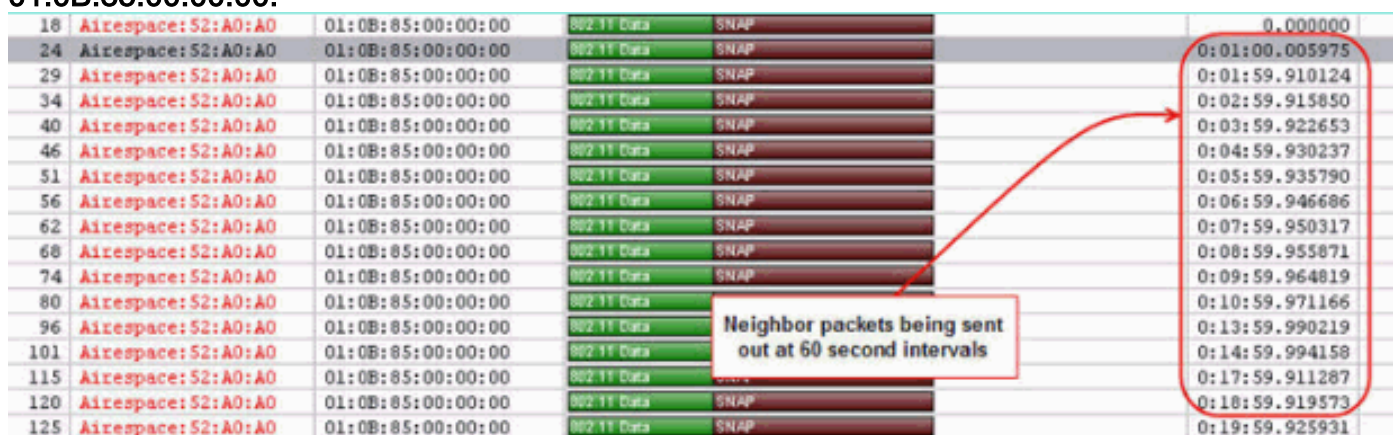 01:0B:85:00:00:00.
18 Airespace:52:A0:A0 01:0B:85:00:00:00 802.11 Data SNAP 0.000000
24 Airespace:52:A0:A0 01:0B:85:00:00:00 802.11 Data SNAP 0:01:00.005975
29 Airespace:52:A0:A0 01:0B:85:00:00:00 802.11 Data SNAP 0:01:59.910124
34 Airespace:52:A0:A0 01:0B:85:00:00:00 802.11 Data SNAP 0:02:59.915850
40 Airespace:52:A0:A0 01:0B:85:00:00:00 802.11 Data SNAP 0:03:59.922653
46 Airespace:52:A0:A0 01:0B:85:00:00:00 802.11 Data SNAP 0:04:59.930237
51 Airespace:52:A0:A0 01:0B:85:00:00:00 802.11 Data SNAP 0:05:59.935790
56 Airespace:52:A0:A0 01:0B:85:00:00:00 802.11 Data SNAP 0:06:59.946686
62 Airespace:52:A0:A0 01:0B:85:00:00:00 802.11 Data SNAP 0:07:59.950317
68 Airespace:52:A0:A0 01:0B:85:00:00:00 802.11 Data SNAP 0:08:59.955871
74 Airespace:52:A0:A0 01:0B:85:00:00:00 802.11 Data SNAP 0:09:59.964819
80 Airespace:52:A0:A0 01:0B:85:00:00:00 802.11 Data 0:10:59.971166
96 Airespace:52:A0:A0 01:0B:85:00:00:00 802.11 Data 0:13:59.990219
101 Airespace:52:A0:A0 01:0B:85:00:00:00 802.11 Data 0:14:59.994158
115 Airespace:52:A0:A0 01:0B:85:00:00:00 802.11 Data 0:17:59.911287
120 Airespace:52:A0:A0 01:0B:85:00:00:00 802.11 Data SNAP 0:18:59.919573
125 Airespace:52:A0:A0 01:0B:85:00:00:00 802.11 Data SNAP 0:19:59.925931
Neighbor packets being sent
out at 60 second intervals